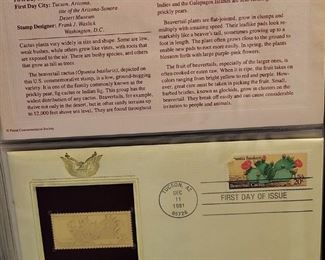 First Day City: Tucson, Arizona,
site of the Arizona-Sonora
Desert Museum
Stamp Designer: Frank J. Waslick
Washington, D.C.
Cactus plants vary widely in size and shape. Some are low,
weak bushes, while others grow like vines, with roots that
are exposed to the air. There are bushy species, and others
that grow as tall as trees.
The beavertail cactus (Opuntia basilaris), depicted on
this U.S. commemorative stamp, is a low, ground-hugging
variety. It is one of the family commonly known as the
prickly pear, fig cactus or Indian fig. This group has the
widest distribution of any cactus. Beavertails, for example,
thrive not only in the desert, but in other sandy terrains up
to 12,000 feet above sea level. They are found throughout
Indies and the Galapagos Islands are also
prickly pears.
Beavertail plants are flat-jointed, grow in clumps and
multiply with amazing speed. Their leaflike pads look re-
markably like a beaver's tail, sometimes growing up to a
foot in length. The plant often grows close to the ground to
help new pads to root more easily. In spring, the plants
blossom forth with large purple-pink flowers.
The fruit of beavertails, especially of the larger ones, is
often cooked or eaten raw. When it is ripe, the fruit takes on
colors ranging from bright yellow to red and purple. How-
ever, great care must be taken in picking the fruit. Small,
barbed bristles, known as glochids, grow in clusters on the
beavertail. They break off easily and can cause considerable
irritation to people and animals.
© Postal Commemorative Society
TUCSON, AZ
DEC
11
1981
85726
FIRST DAY OF ISSUE
Beavertail Cactus
USA
20c